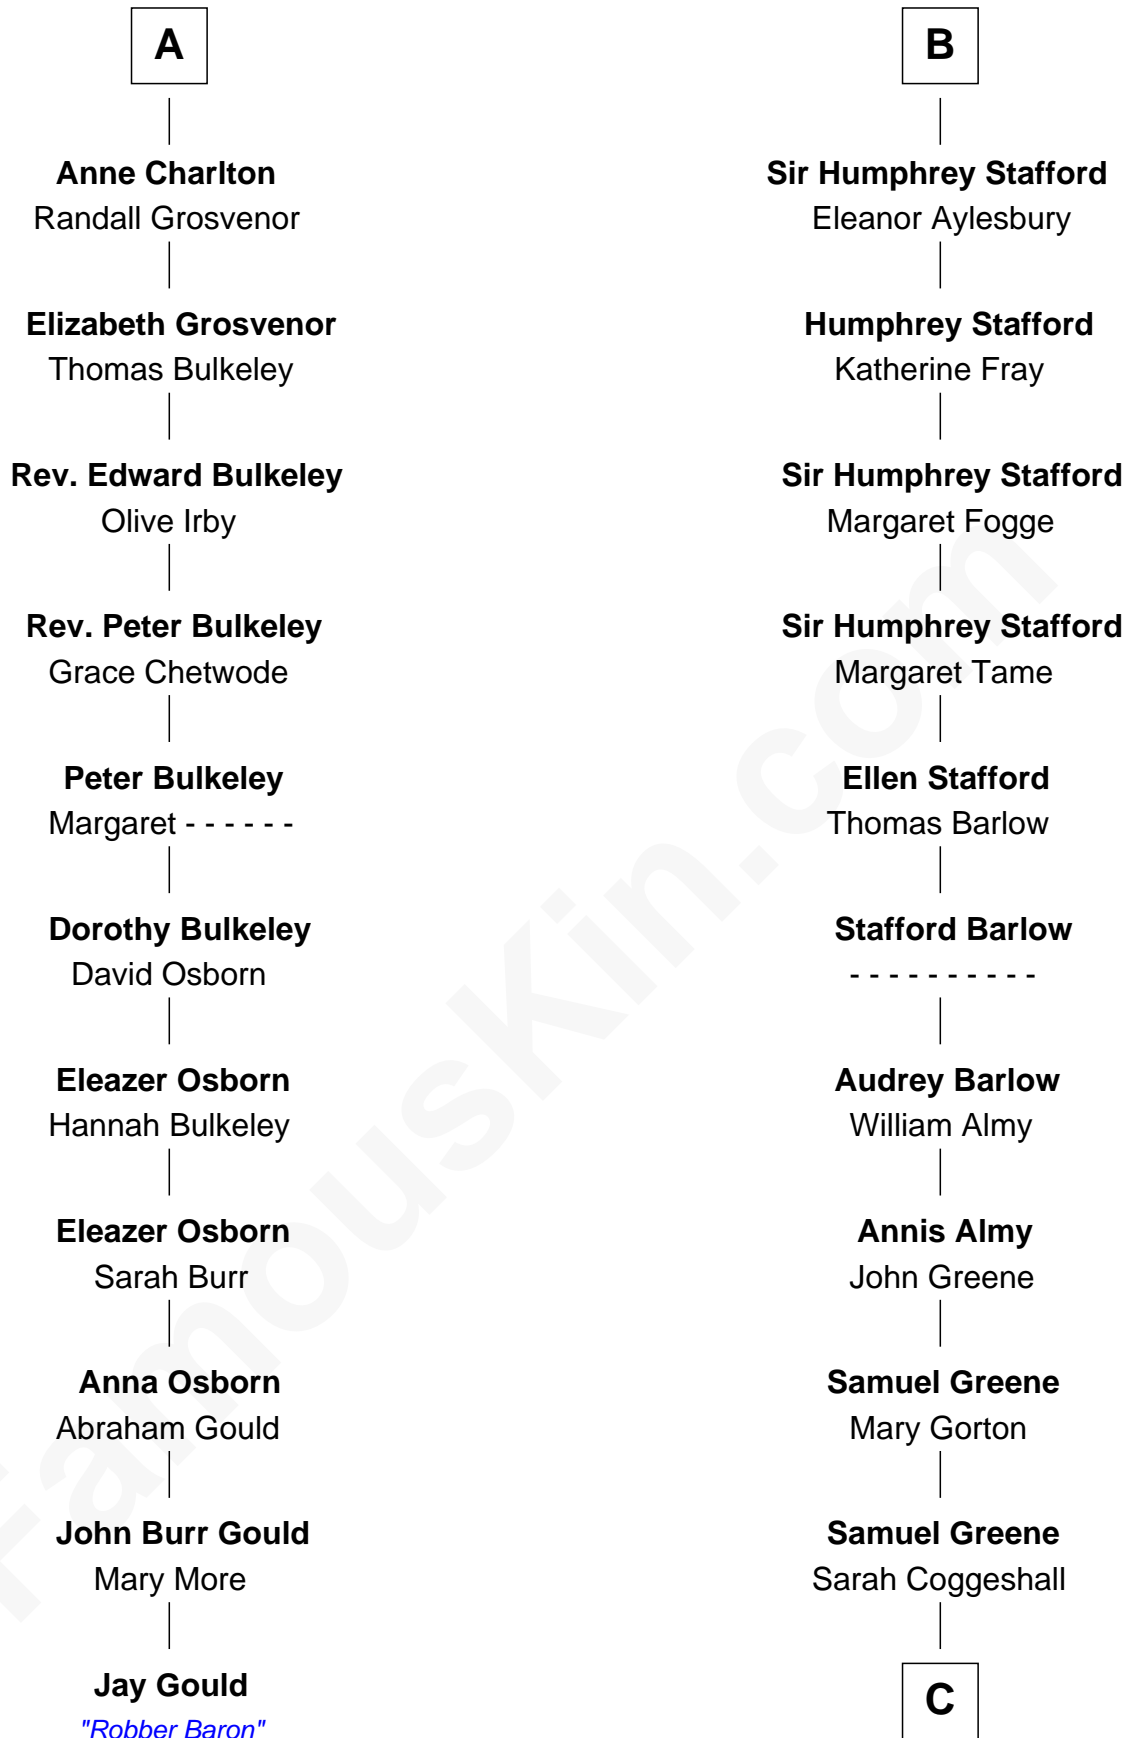 A
Anne Charlton
Randall Grosvenor
Elizabeth Grosvenor
Thomas Bulkeley
Rev. Edward Bulkeley
Olive Irby
Rev. Peter Bulkeley
Grace Chetwode
Peter Bulkeley
Margaret - - - - - -
Dorothy Bulkeley
David Osborn
Eleazer Osborn
Hannah Bulkeley
Eleazer Osborn
Sarah Burr
Anna Osborn
Abraham Gould
John Burr Gould
Mary More
Jay Gould
"Robber Baron"
B
Sir Humphrey Stafford
Eleanor Aylesbury
Humphrey Stafford
Katherine Fray
Sir Humphrey Stafford
Margaret Fogge
Sir Humphrey Stafford
Margaret Tame
Ellen Stafford
Thomas Barlow
Stafford Barlow
- - - - - - - - - -
Audrey Barlow
William Almy
Annis Almy
John Greene
Samuel Greene
Mary Gorton
Samuel Greene
Sarah Coggeshall
C
FamousKin.com